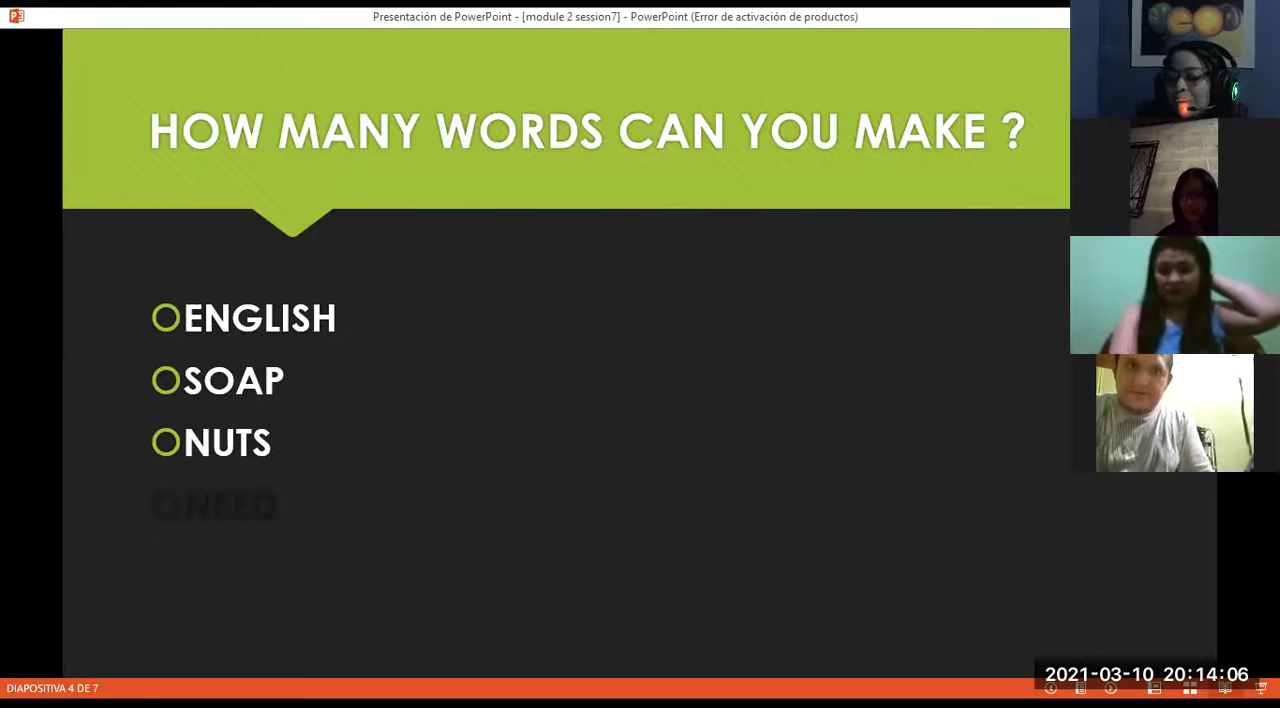 Presentación de PowerPoint - [module 2 session7] - PowerPoint (Error de activación de productos)
HOW MANY WORDS CAN YOU MAKE ?
ENGLISH
SOAP
NUTS
NEED
2021-03-10 20:14:06
DIAPOSITIVA 4 DE 7